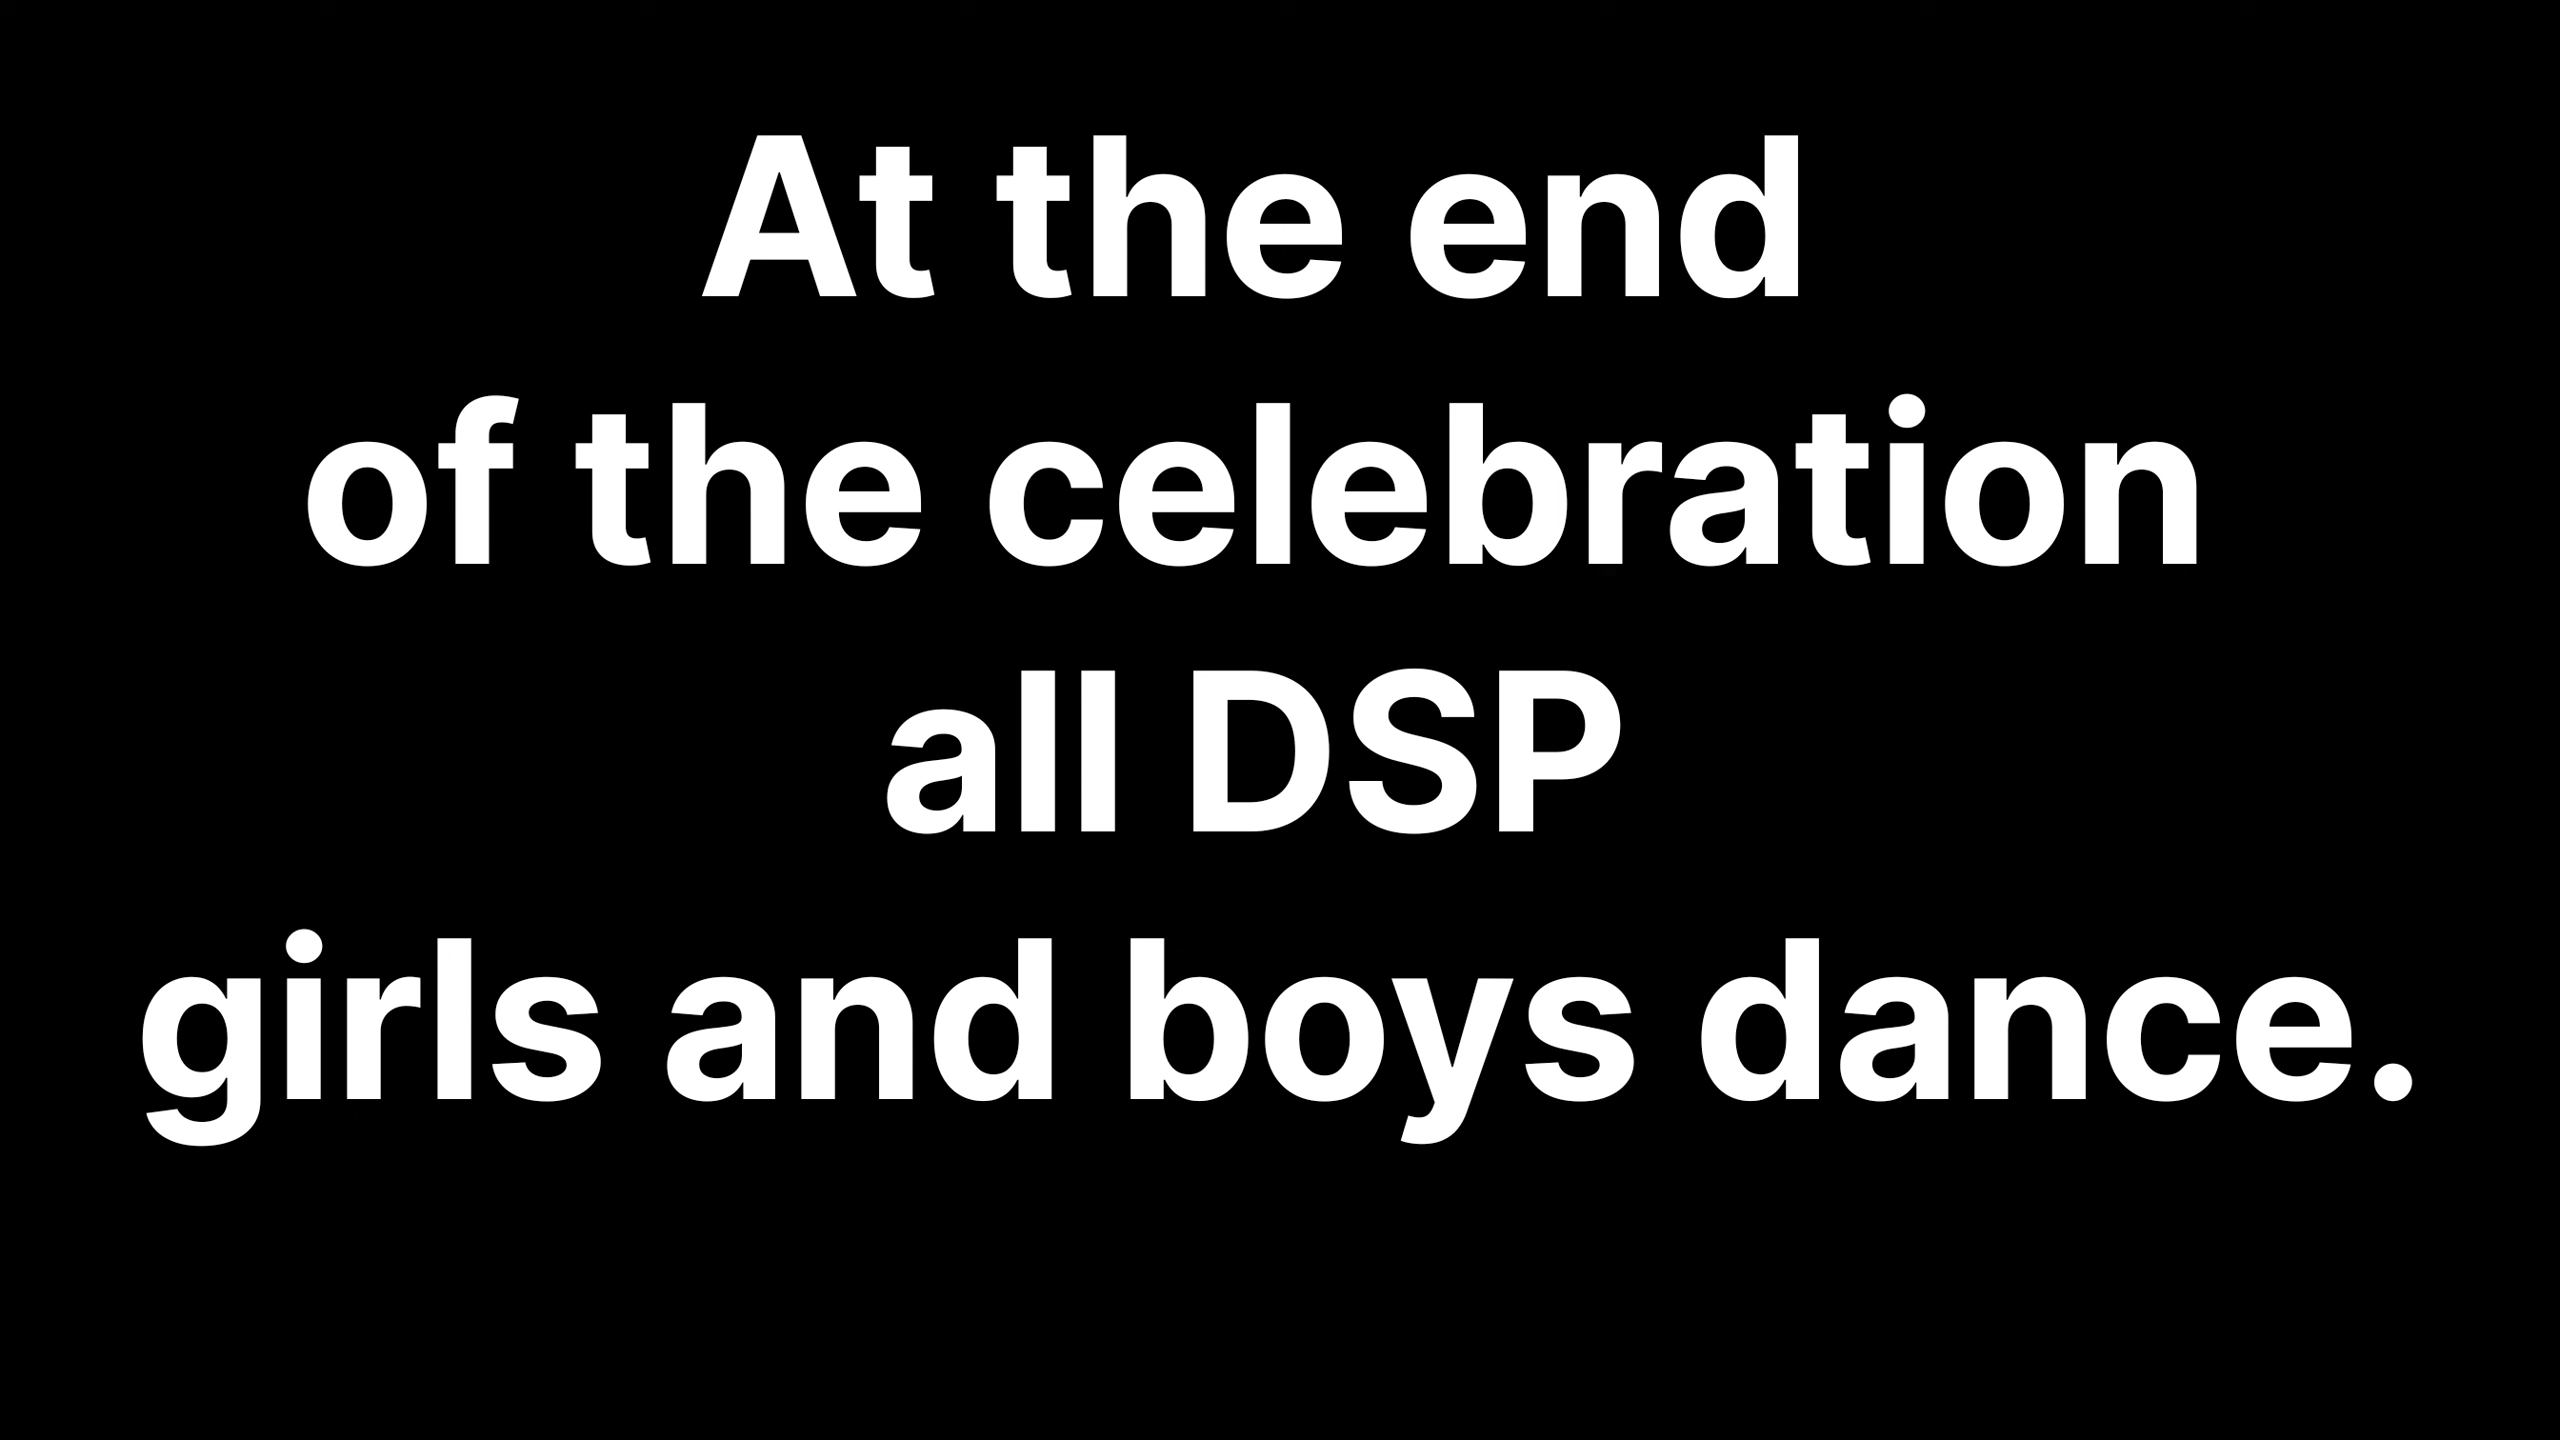 At the end
of the celebration
all DSP
girls and boys dance.